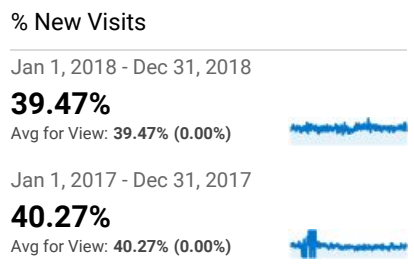 % New Visits
Jan 1, 2018 - Dec 31, 2018
39.47%
Avg for View: 39.47% (0.00%)
Jan 1, 2017 - Dec 31, 2017
40.27%
Avg for View: 40.27% (0.00%)